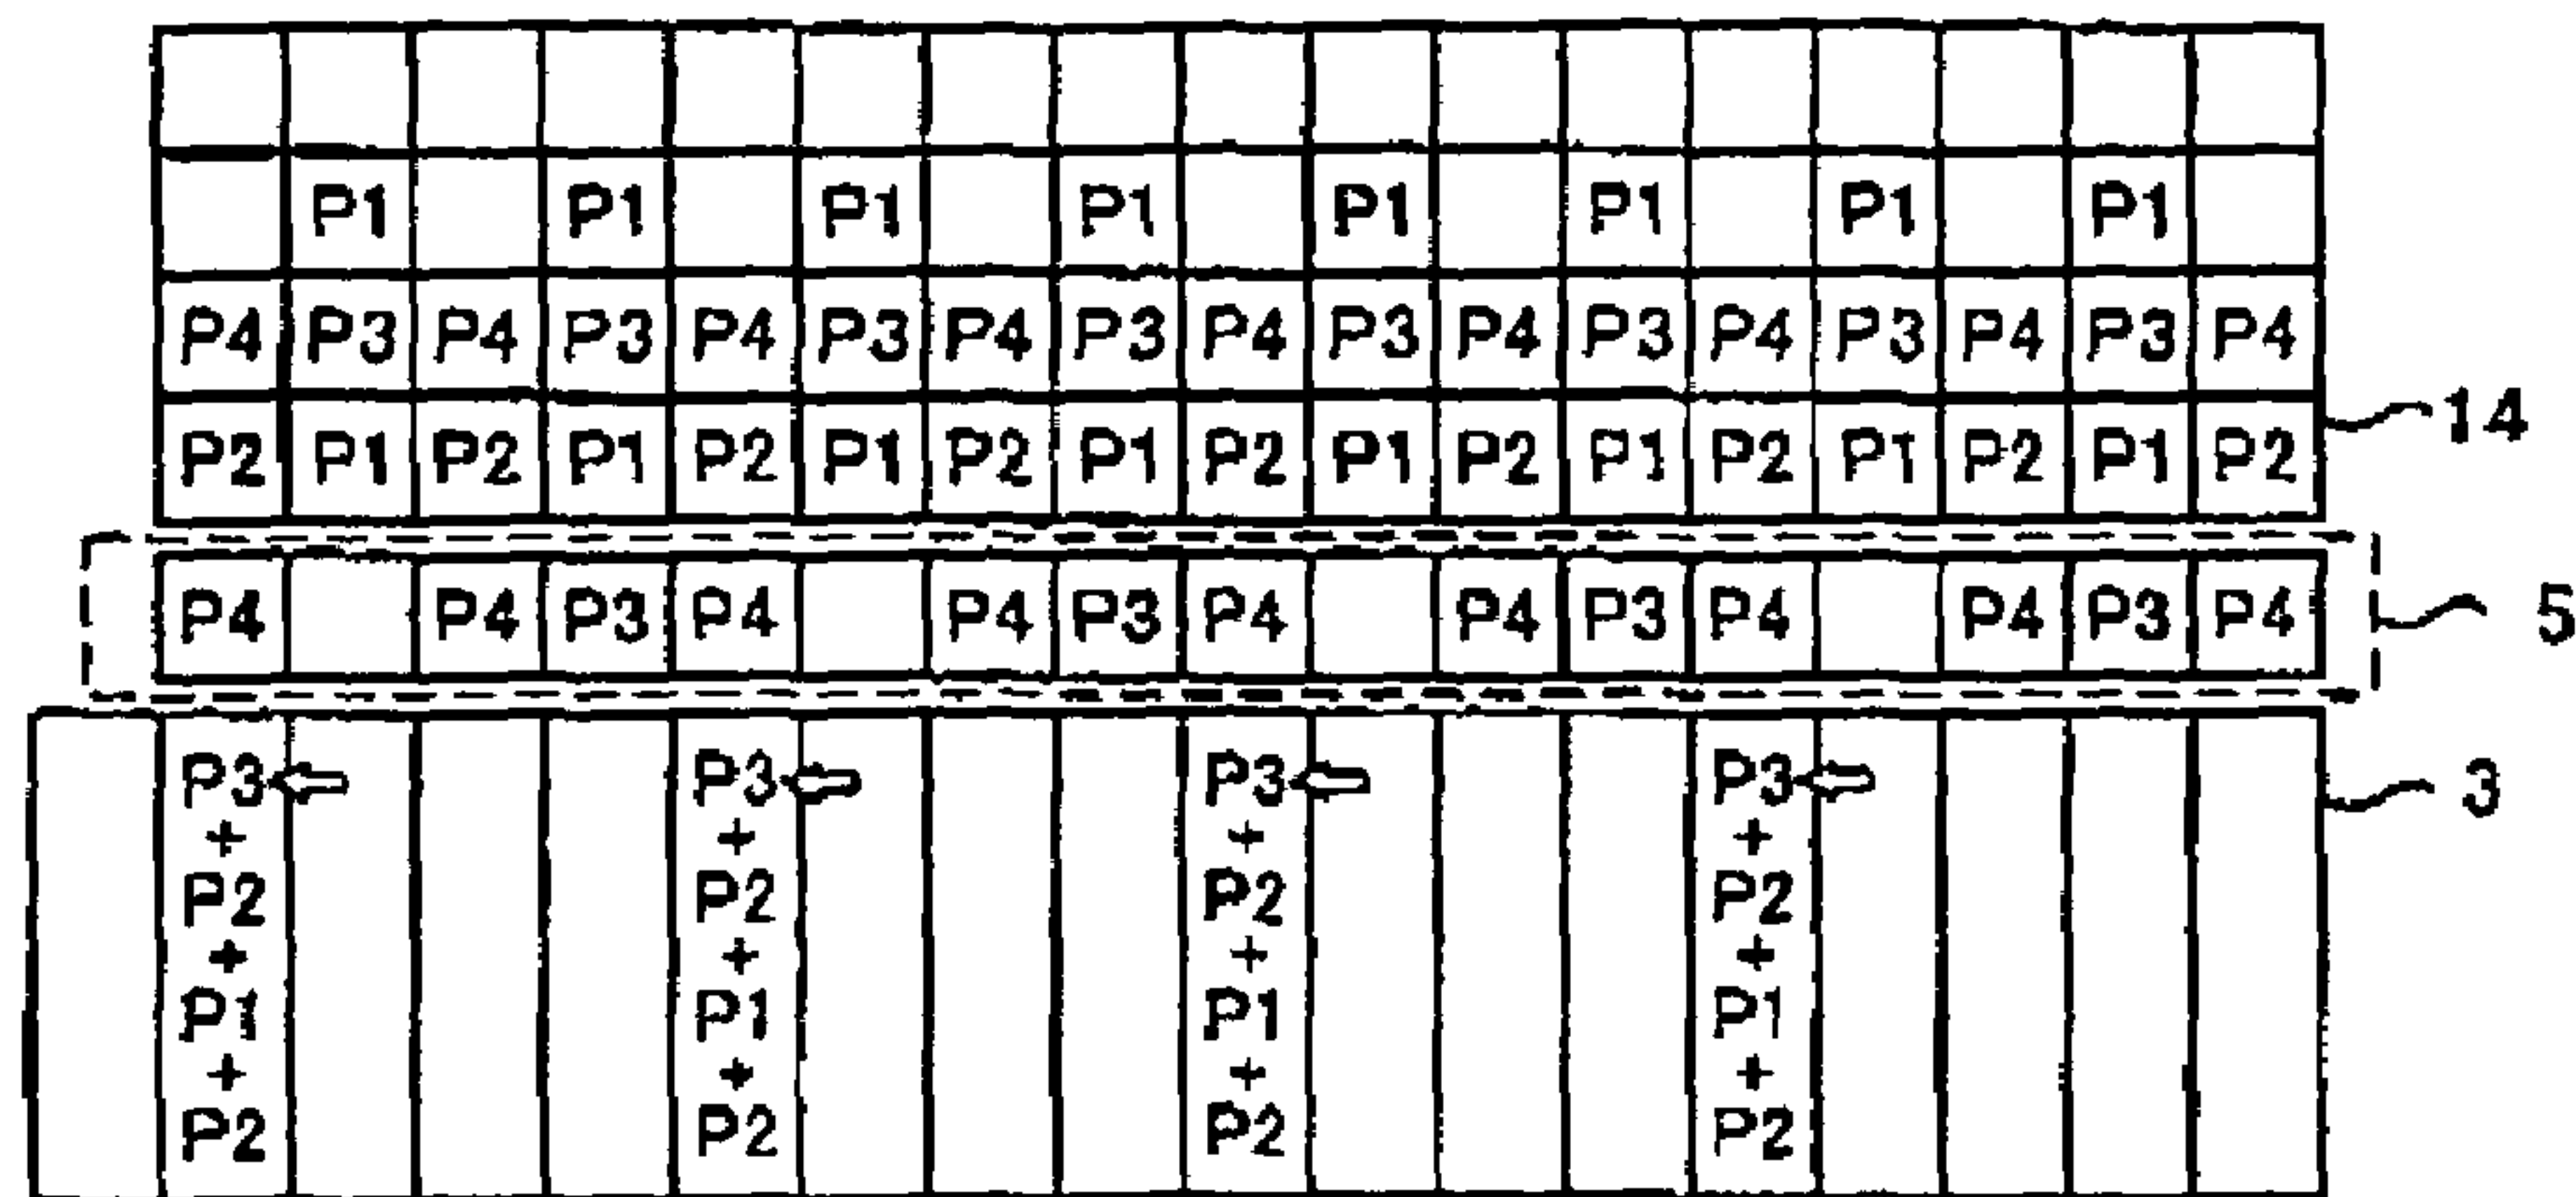 P1 P1 P1 P1 P1 P1 P1 P1
P4 P3 P4 P3 P4 P3 P4 P3 P4 P3 P4 P3 P4 P3 P4 P3 P4
P2 P1 P2 P1 P2 P1 P2 P1 P2 P1 P2 P1 P2 P1 P2 P1 P2
14
P4 P4 P3 P4 P4 P3 P4 P4 P3 P4 P4 P3 P4
5
P3 P3 P3 P3
3
+ + + +
P2 P2 P2 P2
+ + + +
P1 P1 P1 P1
+ + + +
P2 P2 P2 P2